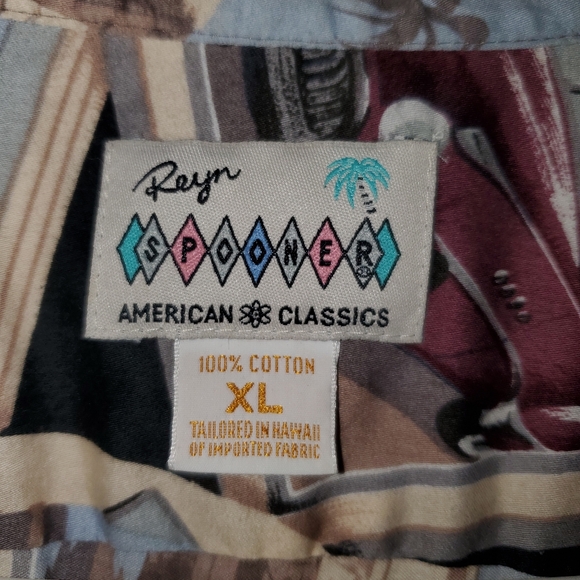 Reyn
SPOONER
AMERICAN CLASSICS
100% COTTON
XL
TAILORED IN HAWAII
OF IMPORTED FABRIC